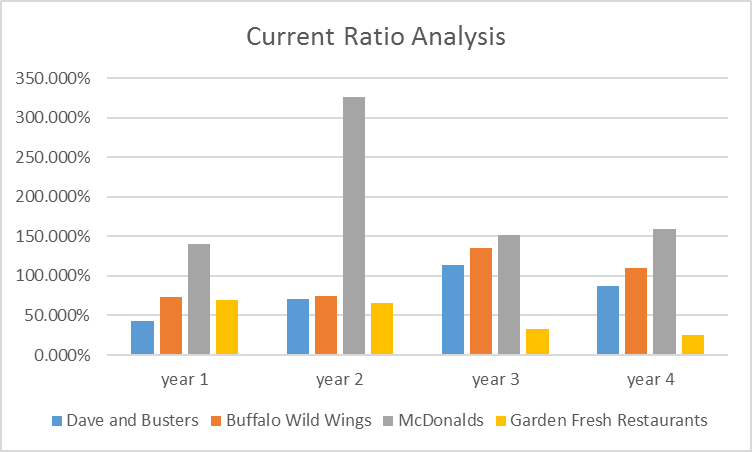 Current Ratio Analysis
350.000%
300.000%
250.000%
200.000%
150.000%
100.000%
50.000%
0.000%
year 1 year 2 year 3 year 4
Dave and Busters Buffalo Wild Wings McDonalds Garden Fresh Restaurants